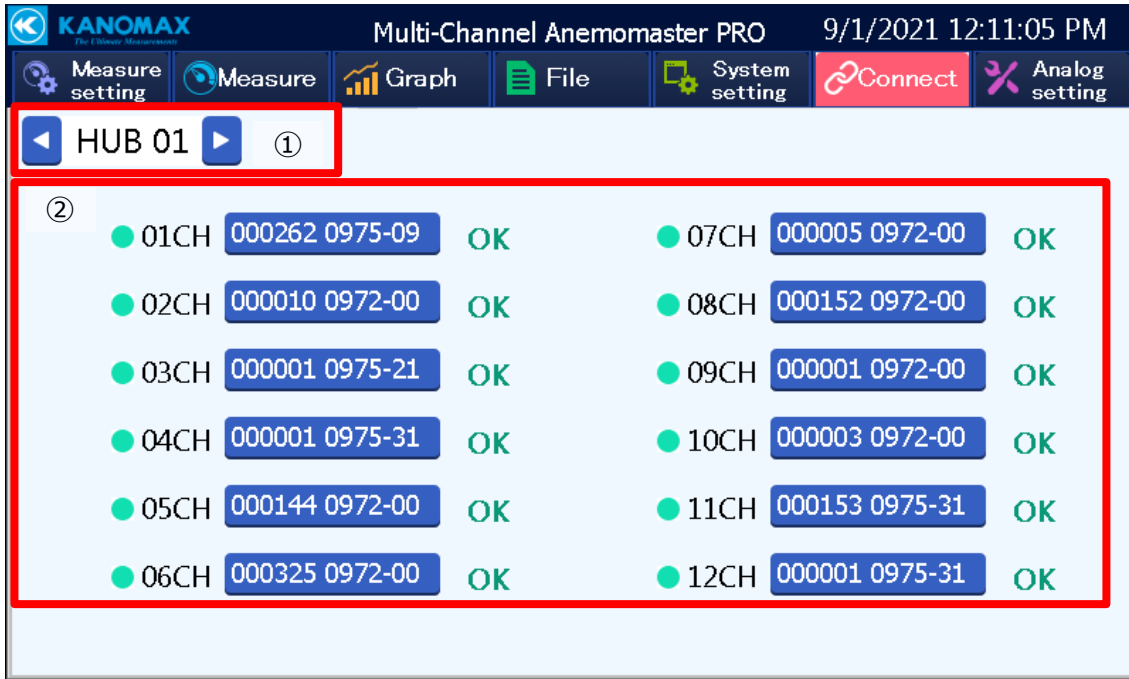 KANOMAX
The Ultimate Measurements
Multi-Channel Anemomaster PRO
9/1/2021 12:11:05 PM
Measure setting
Measure
Graph
File
System setting
Connect
Analog setting
HUB 01
①
②
01CH 000262 0975-09 OK
02CH 000010 0972-00 OK
03CH 000001 0975-21 OK
04CH 000001 0975-31 OK
05CH 000144 0972-00 OK
06CH 000325 0972-00 OK
07CH 000005 0972-00 OK
08CH 000152 0972-00 OK
09CH 000001 0972-00 OK
10CH 000003 0972-00 OK
11CH 000153 0975-31 OK
12CH 000001 0975-31 OK